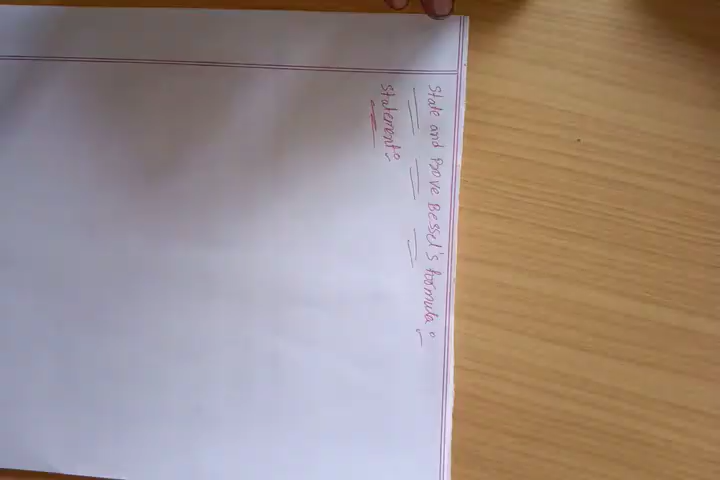 State and Prove Bessel's formula :-
Statement :-